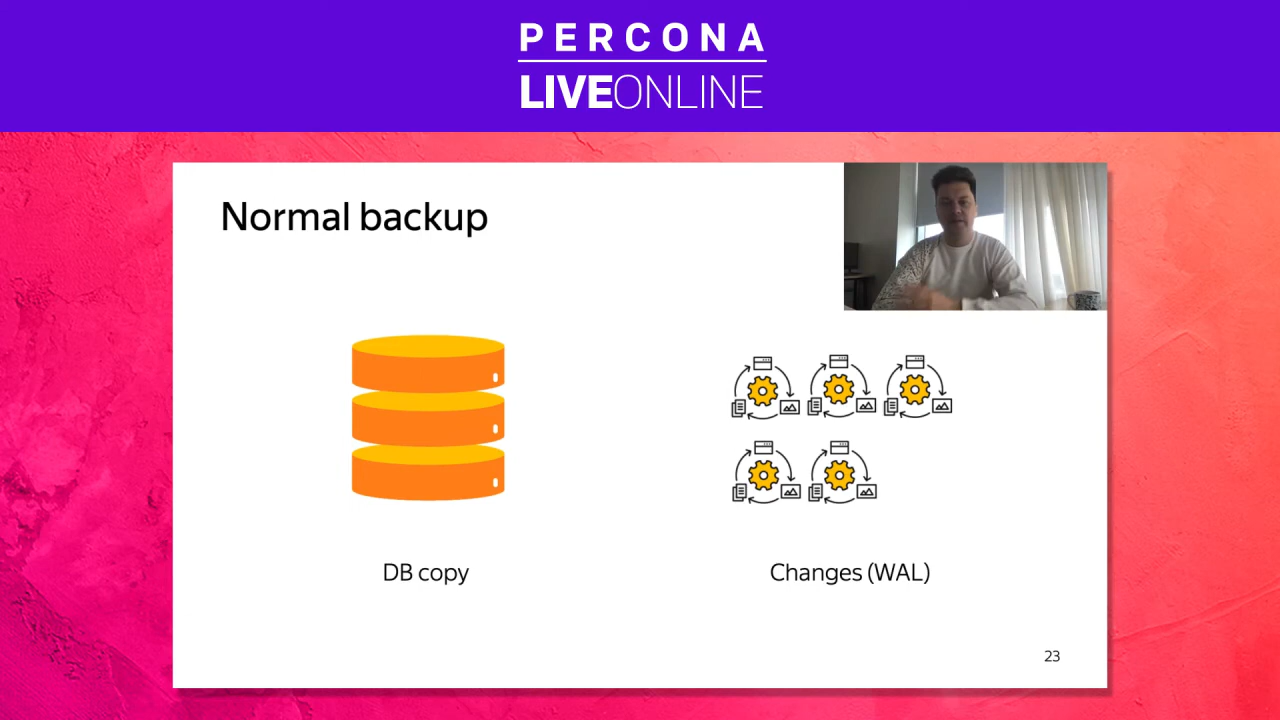 PERCONA
LIVEONLINE
Normal backup
DB copy
Changes (WAL)
23